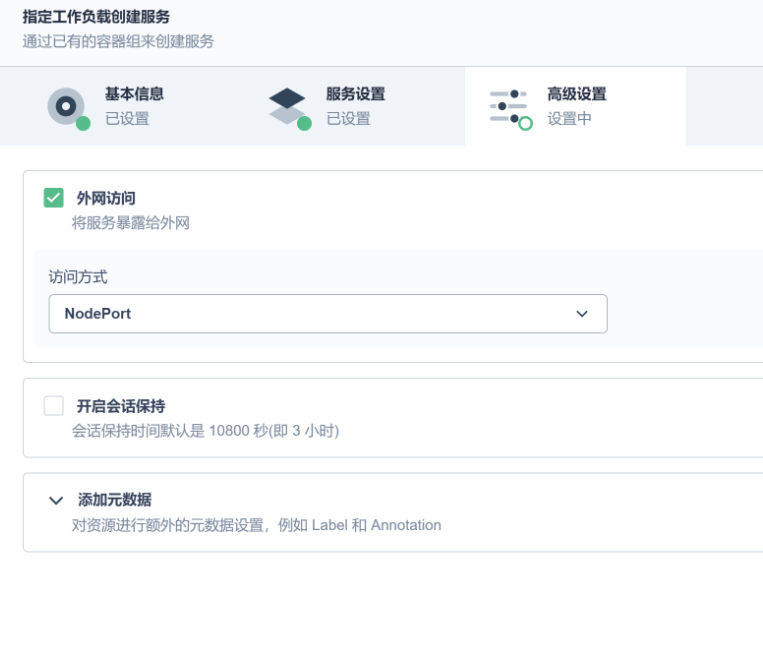 指定工作负载创建服务
通过已有的容器组来创建服务
基本信息
已设置
服务设置
已设置
高级设置
设置中
外网访问
将服务暴露给外网
访问方式
NodePort
开启会话保持
会话保持时间默认是 10800 秒(即 3 小时)
添加元数据
对资源进行额外的元数据设置，例如 Label 和 Annotation